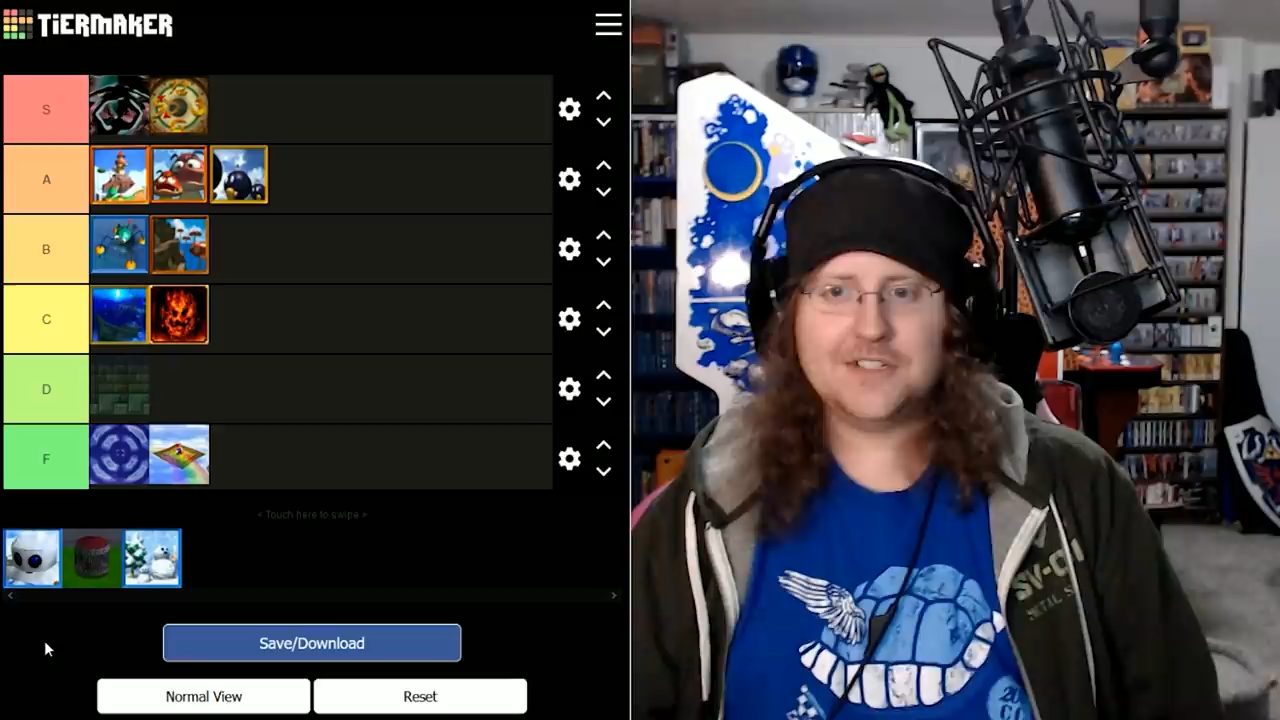 TiERMAKER
S
A
B
C
D
F
< Touch here to swipe >
Save/Download
Normal View
Reset